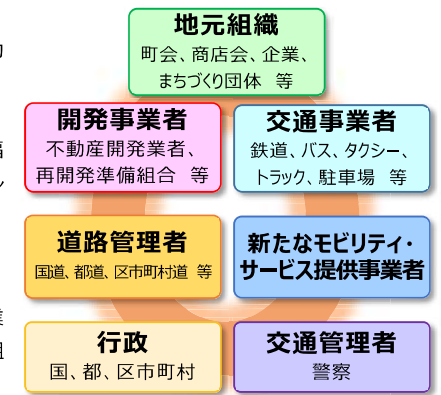 地元組織
町会、商店会、企業、
まちづくり団体 等
開発事業者
不動産開発業者、
再開発準備組合 等
交通事業者
鉄道、バス、タクシー、
トラック、駐車場 等
道路管理者
国道、都道、区市町村道 等
新たなモビリティ・
サービス提供事業者
行政
国、都、区市町村
交通管理者
警察